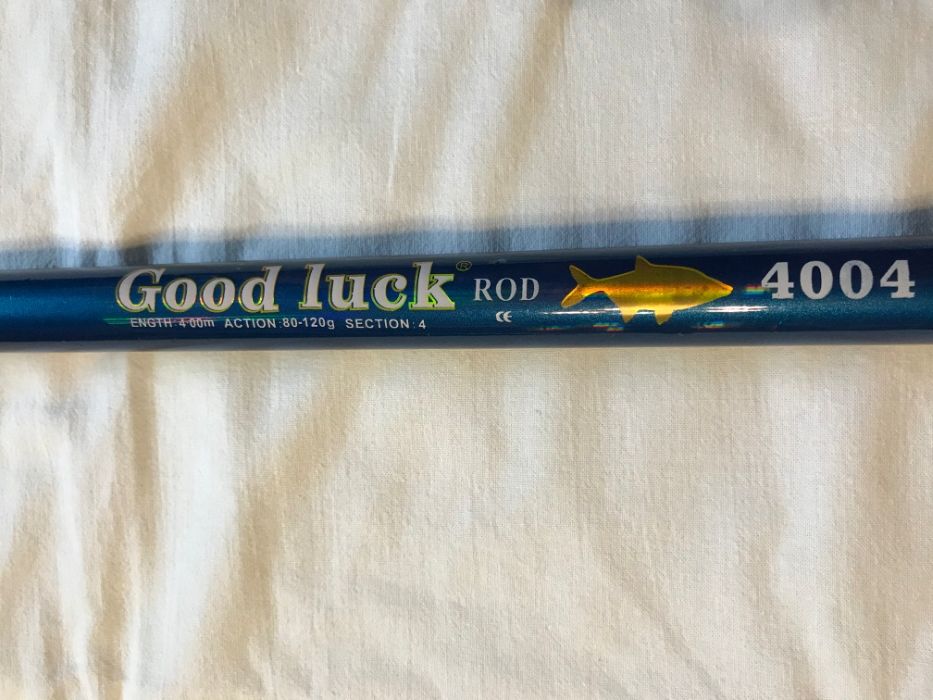 Good luck® ROD 4004
CE
ENGTH 4.00m ACTION:80-120g SECTION:4